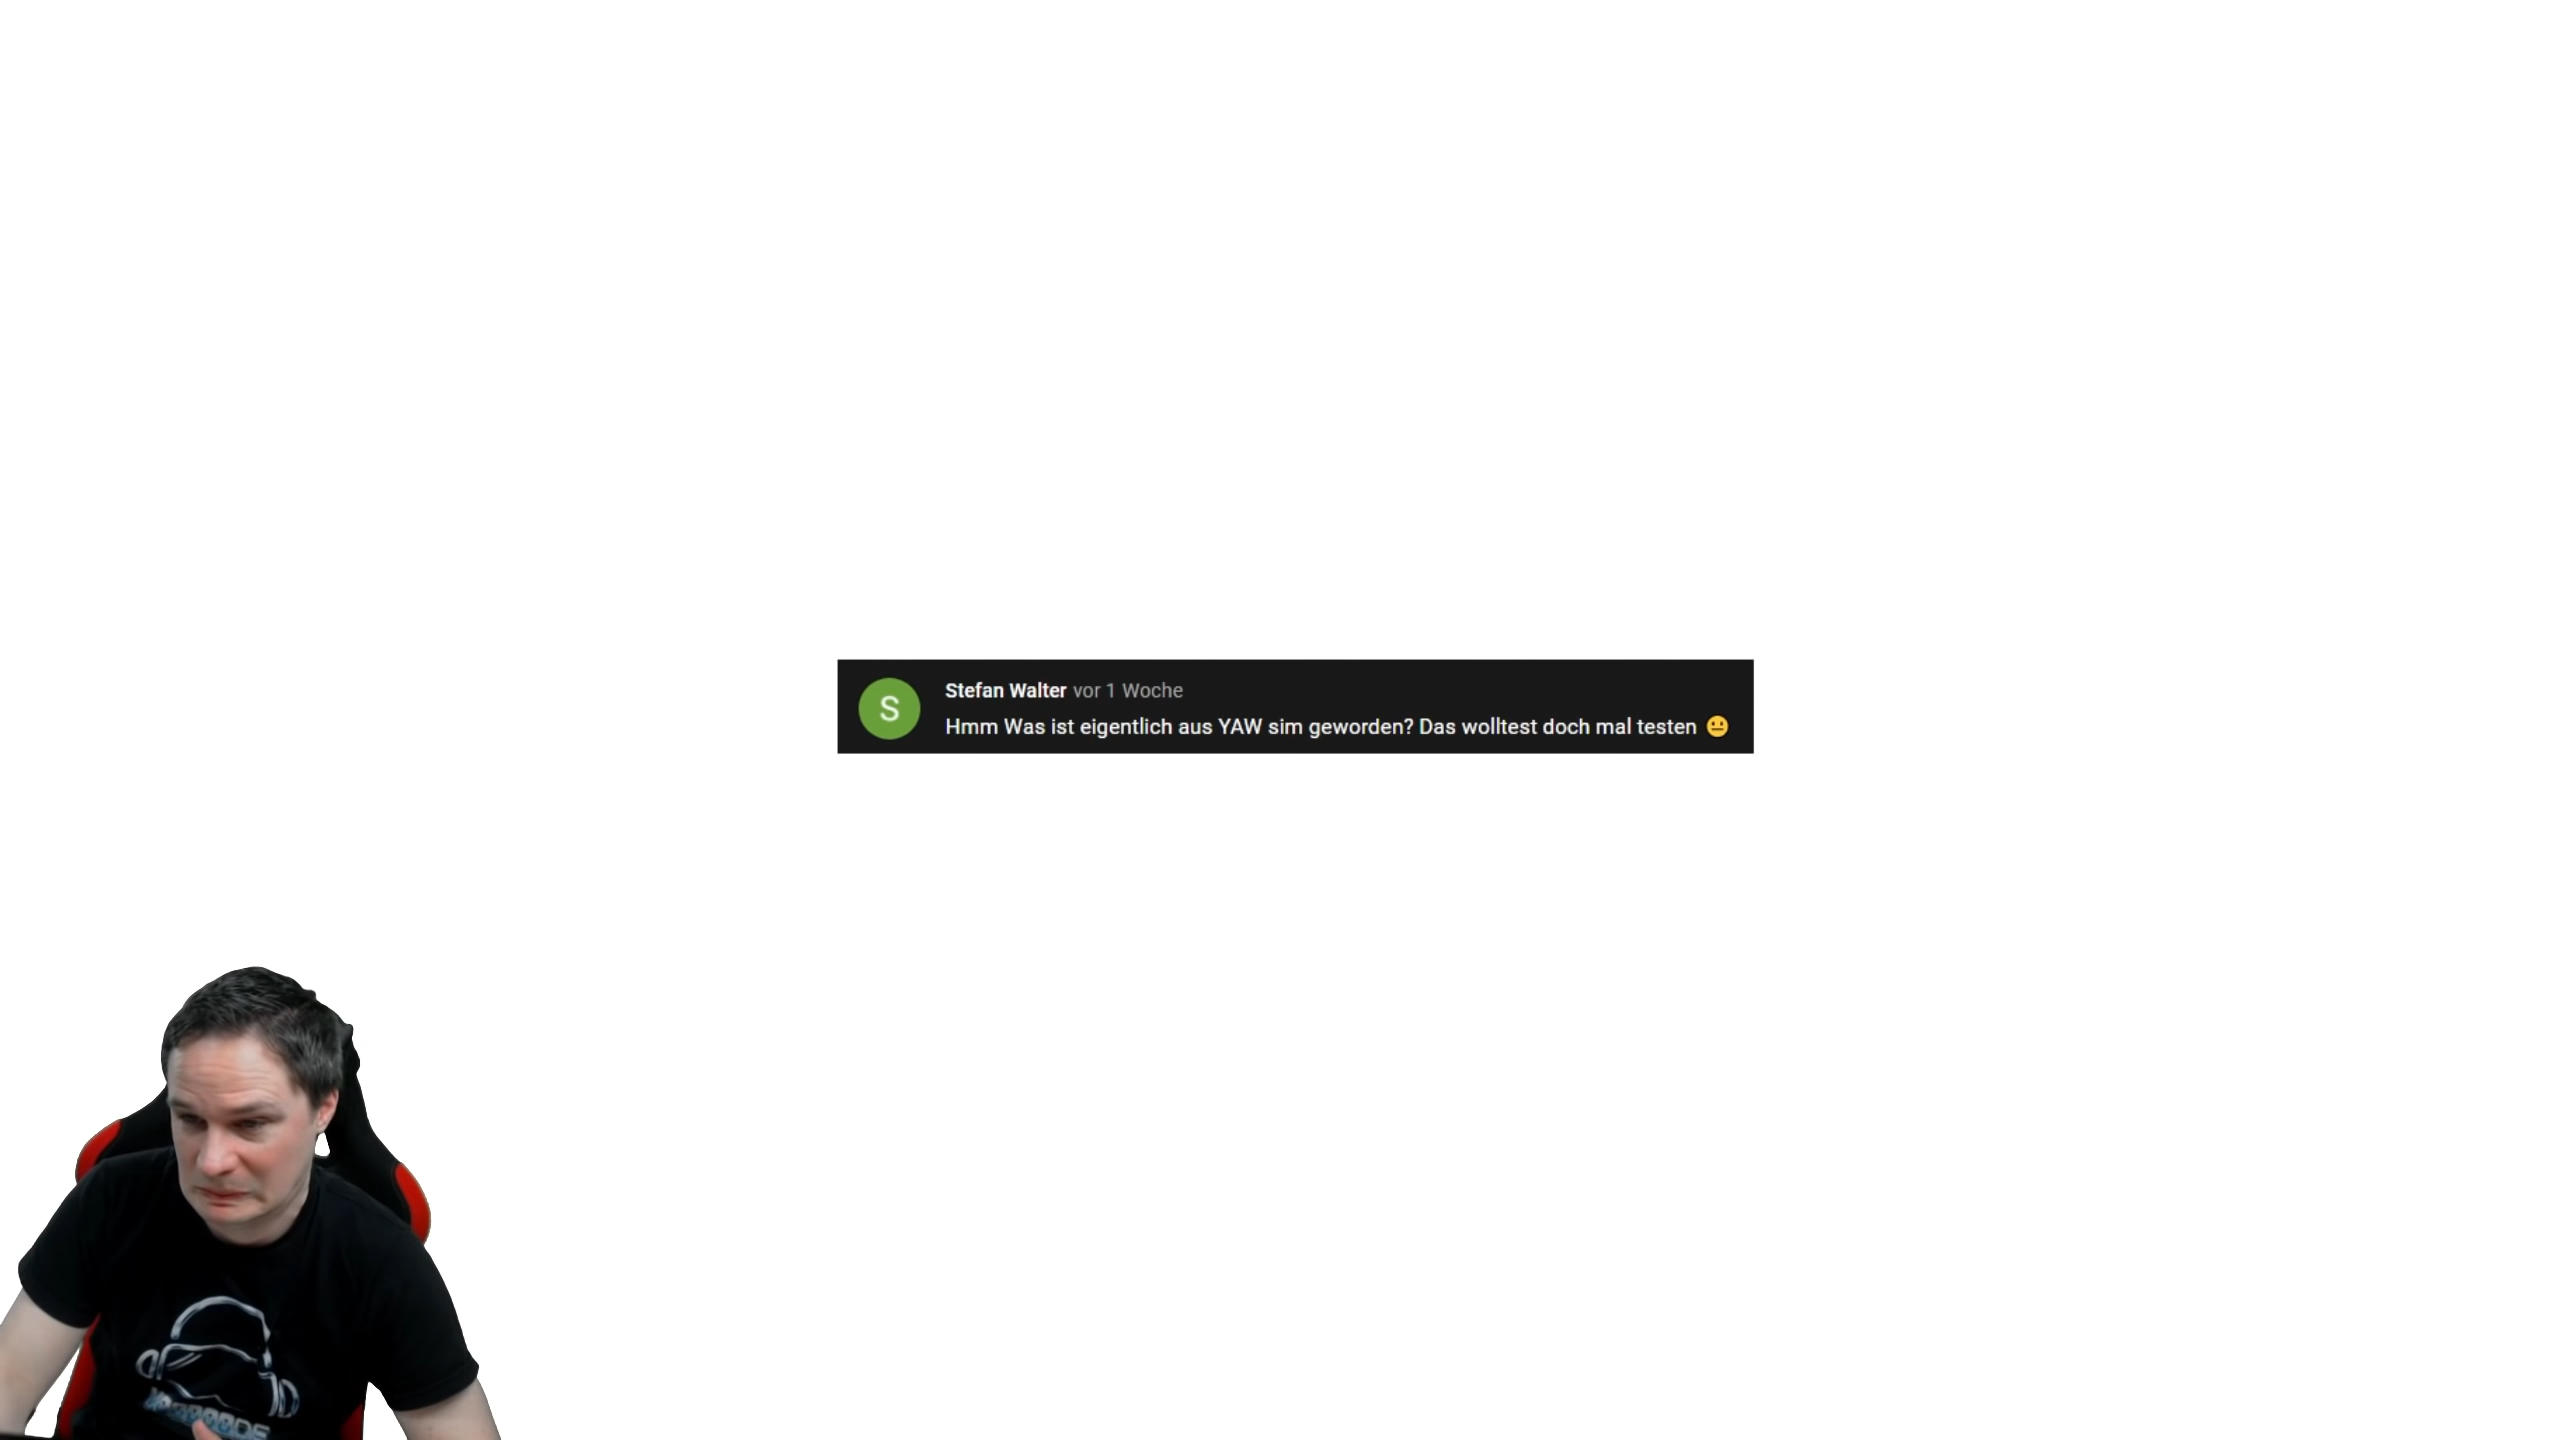 S
Stefan Walter vor 1 Woche
Hmm Was ist eigentlich aus YAW sim geworden? Das wolltest doch mal testen 😐